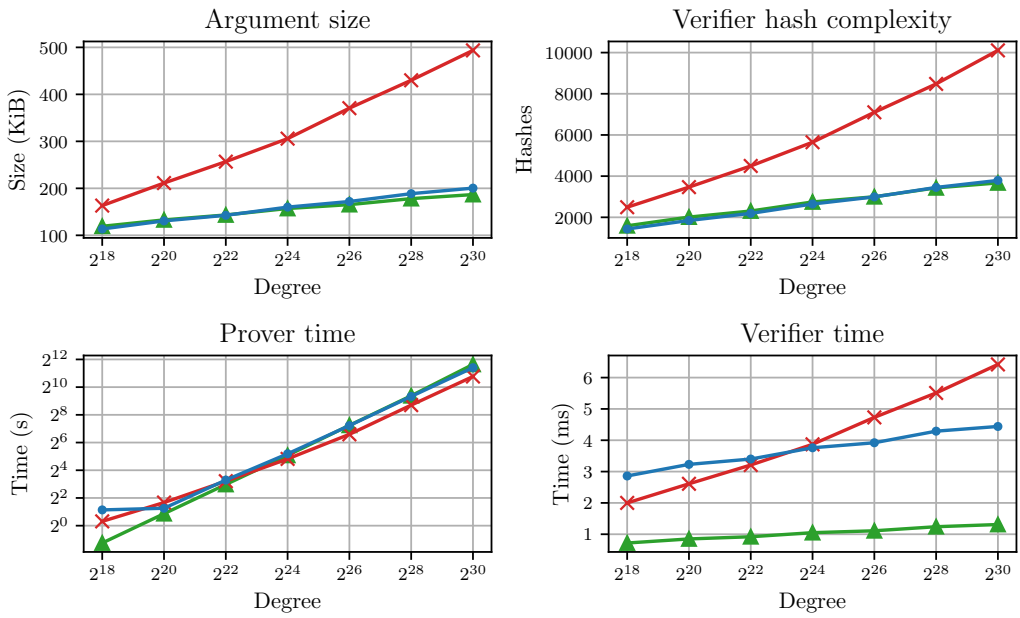 Argument size
500
400
300
200
100
Size (KiB)
2^18 2^20 2^22 2^24 2^26 2^28 2^30
Degree
Verifier hash complexity
10000
8000
6000
4000
2000
Hashes
2^18 2^20 2^22 2^24 2^26 2^28 2^30
Degree
Prover time
2^12
2^10
2^8
2^6
2^4
2^2
2^0
Time (s)
2^18 2^20 2^22 2^24 2^26 2^28 2^30
Degree
Verifier time
6
5
4
3
2
1
Time (ms)
2^18 2^20 2^22 2^24 2^26 2^28 2^30
Degree